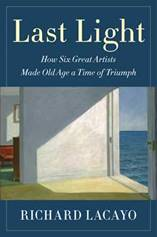 Last Light
How Six Great Artists
Made Old Age a Time of Triumph
RICHARD LACAYO